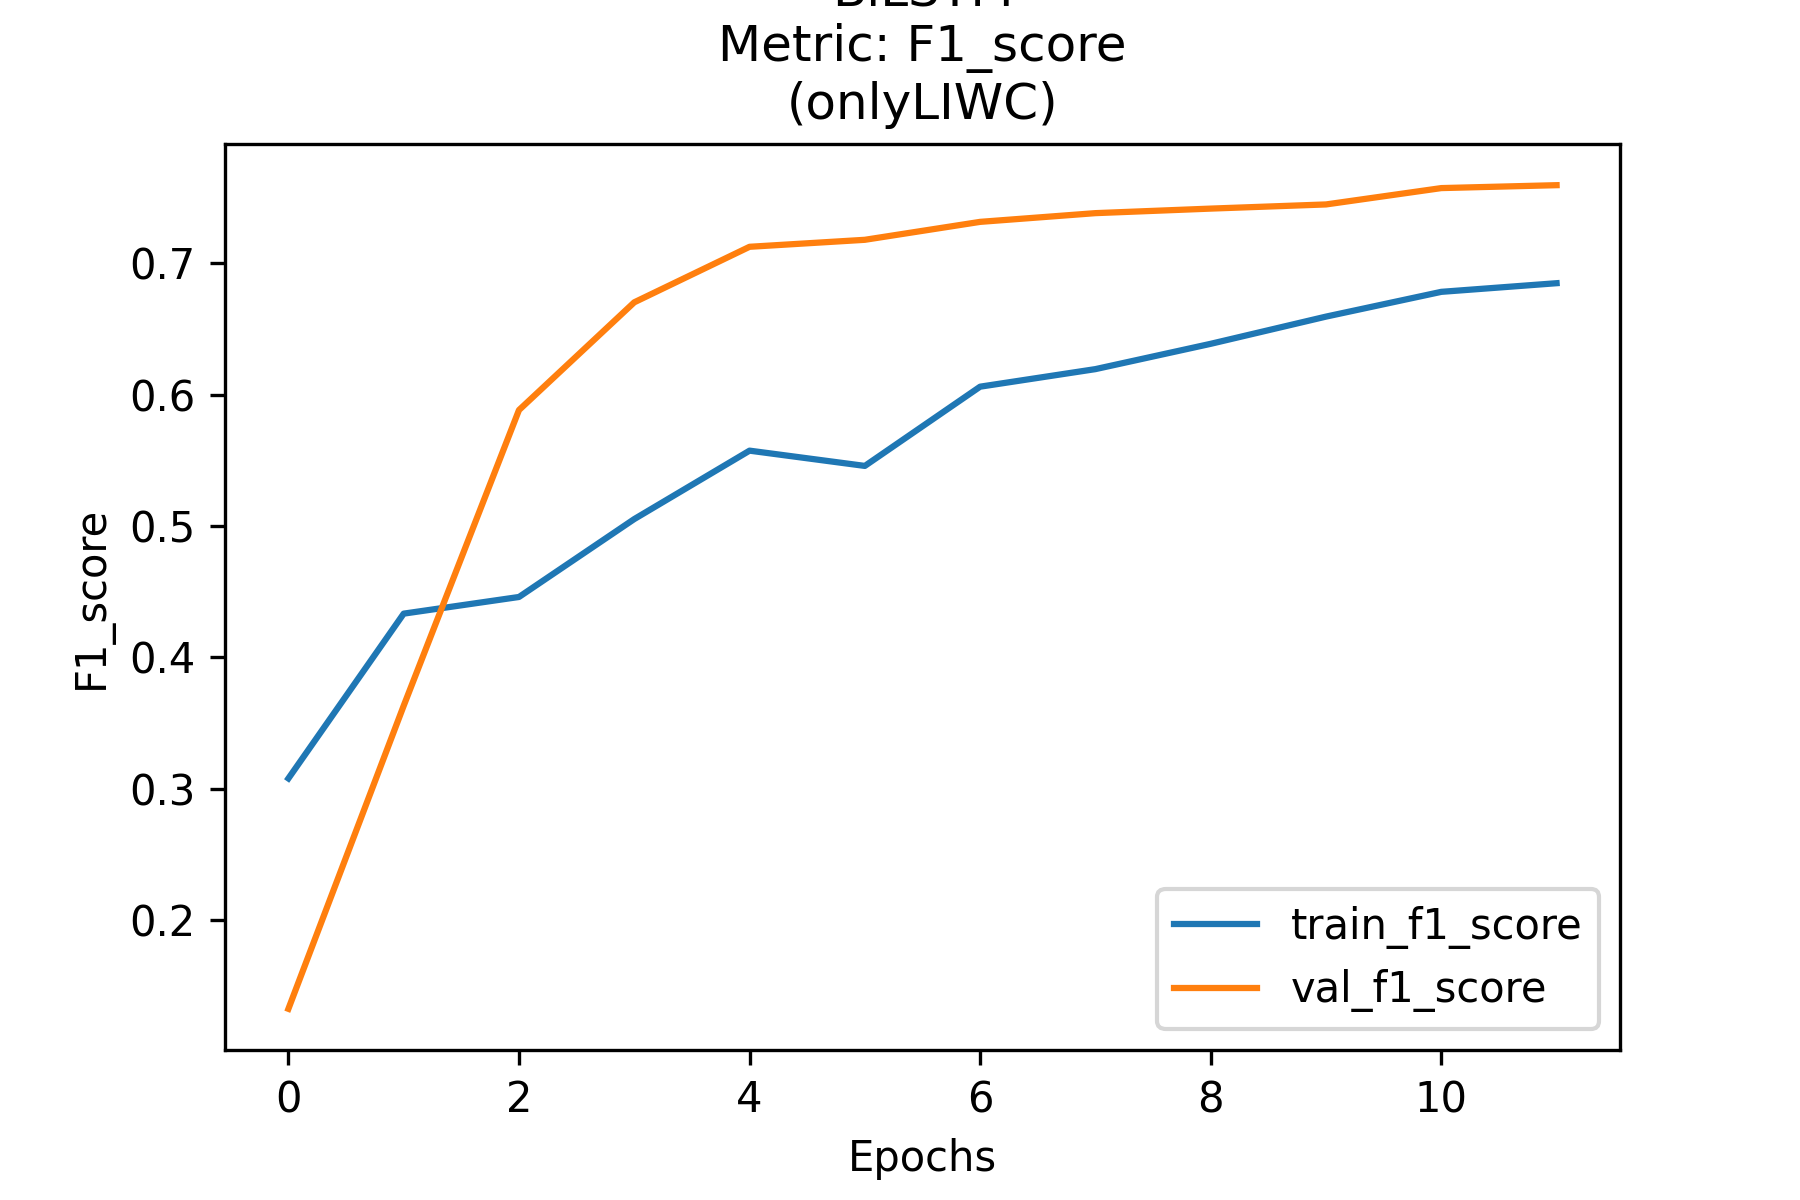 Metric: F1_score
(onlyLIWC)
F1_score
0.7
0.6
0.5
0.4
0.3
0.2
train_f1_score
val_f1_score
0 2 4 6 8 10
Epochs